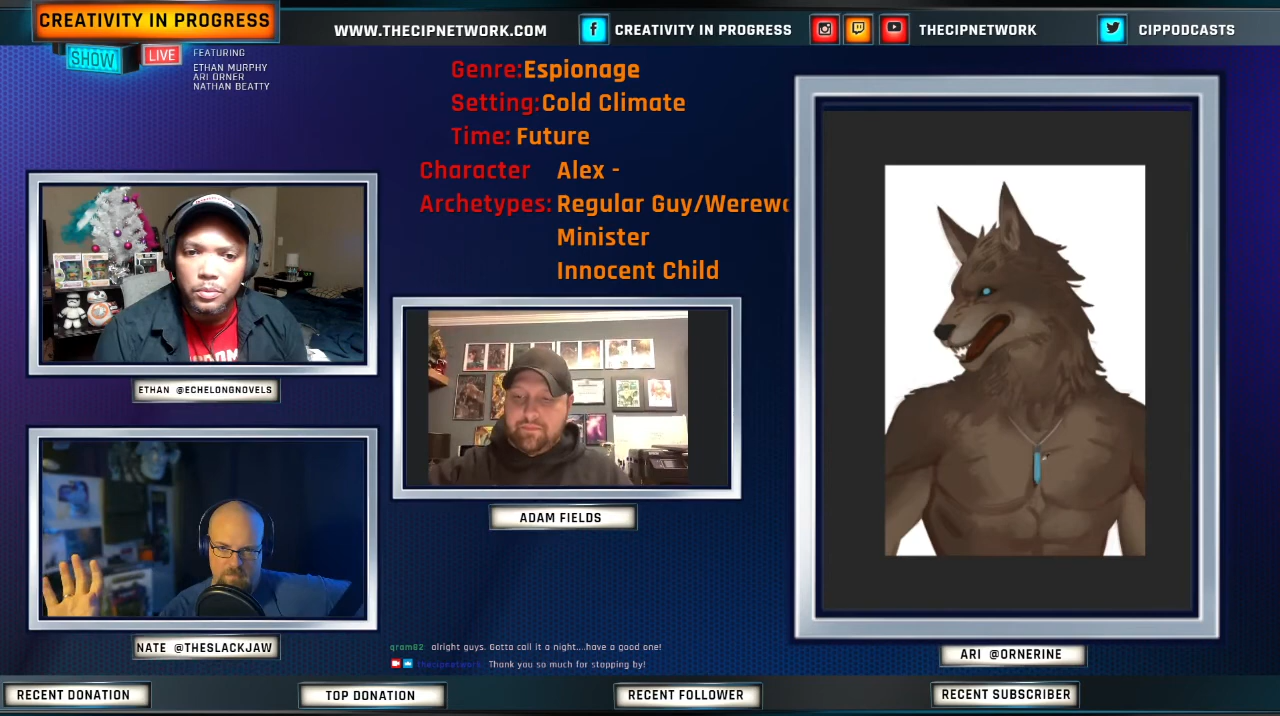 CREATIVITY IN PROGRESS
SHOW
LIVE
FEATURING
ETHAN MURPHY
ARI ORNER
NATHAN BEATTY
WWW.THECIPNETWORK.COM
CREATIVITY IN PROGRESS
THECIPNETWORK
CIPPODCASTS
Genre:Espionage
Setting:Cold Climate
Time: Future
Character Alex -
Archetypes: Regular Guy/Werewo
Minister
Innocent Child
ETHAN @ECHELONGNOVELS
ADAM FIELDS
NATE @THESLACKJAW
ARI @ORNERINE
qram82 alright guys. Gotta call it a night...have a good one!
thecipnetwork Thank you so much for stopping by!
RECENT DONATION
TOP DONATION
RECENT FOLLOWER
RECENT SUBSCRIBER